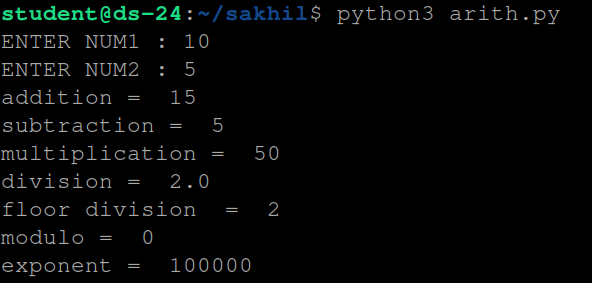 student@ds-24:~/sakhil$ python3 arith.py
ENTER NUM1 : 10
ENTER NUM2 : 5
addition =  15
subtraction =  5
multiplication =  50
division =  2.0
floor division  =  2
modulo =  0
exponent =  100000